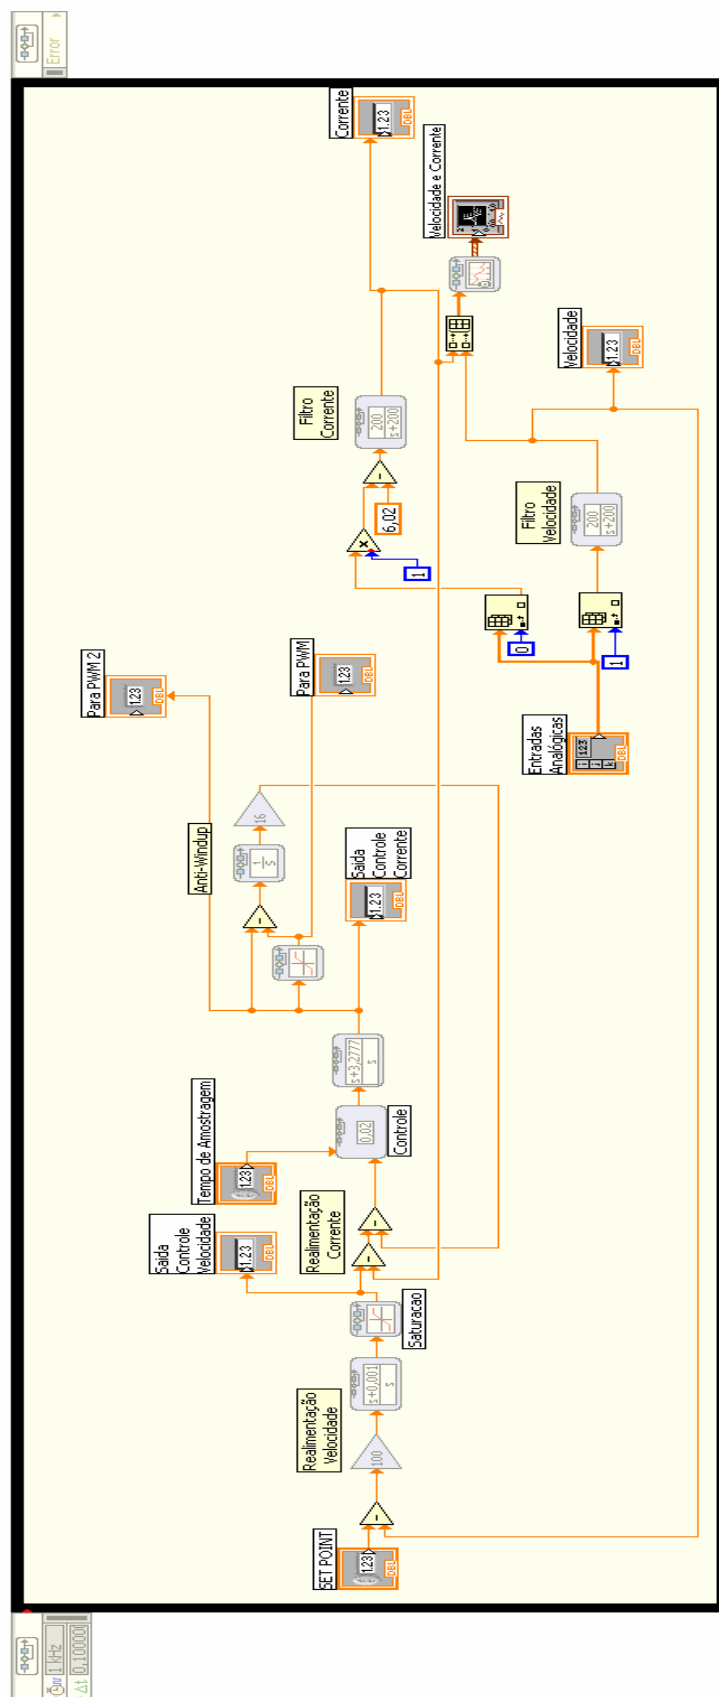 1 kHz
Δt
0,100000
SET POINT
1.23
DBL
Realimentação
Velocidade
100
s+0,001
s
Saturacao
Saida
Controle
Velocidade
1.23
DBL
Realimentação
Corrente
Tempo de Amostragem
1.23
DBL
Controle
0,02
s+3,2777
s
Anti-Windup
1
s
16
Saida
Controle
Corrente
1.23
DBL
Para PWM 2
1.23
DBL
Para PWM
1.23
DBL
Entradas
Analógicas
123
i
j
k
DBL
0
1
1
x
6,02
Filtro
Corrente
200
s+200
Filtro
Velocidade
200
s+200
Velocidade
1.23
DBL
Velocidade e Corrente
Corrente
1.23
DBL
Error